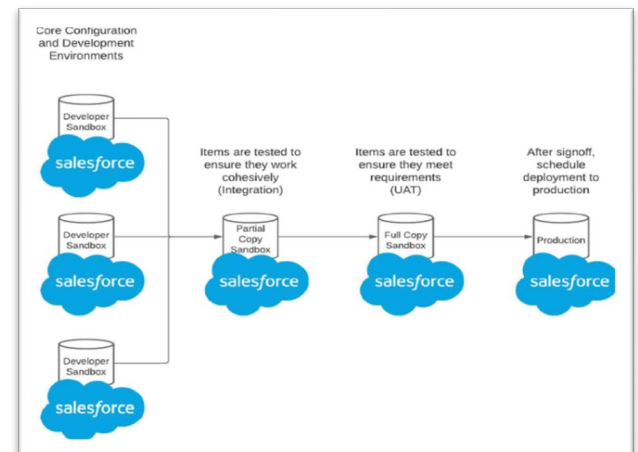 Core Configuration
and Development
Environments
Developer
Sandbox
salesforce
Items are tested to
ensure they work
cohesively
(Integration)
Items are tested to
ensure they meet
requirements
(UAT)
After signoff,
schedule
deployment to
production
Developer
Sandbox
salesforce
Partial
Copy
Sandbox
salesforce
Full Copy
Sandbox
salesforce
Production
salesforce
Developer
Sandbox
salesforce